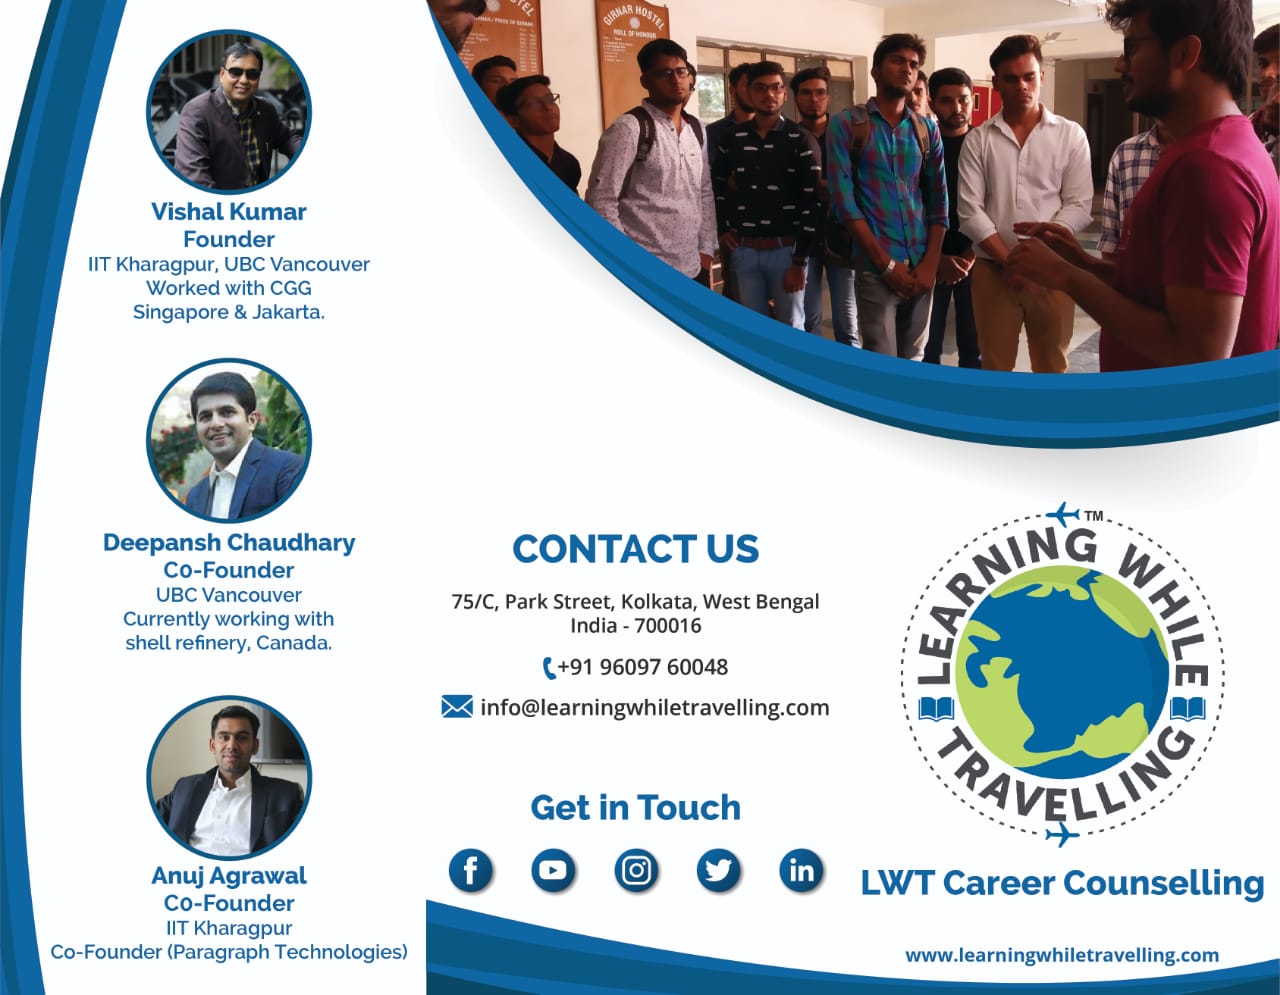 Vishal Kumar
Founder
IIT Kharagpur, UBC Vancouver
Worked with CGG
Singapore & Jakarta.
Deepansh Chaudhary
C0-Founder
UBC Vancouver
Currently working with
shell refinery, Canada.
Anuj Agrawal
C0-Founder
IIT Kharagpur
Co-Founder (Paragraph Technologies)
GIRNAR HOSTEL
ROLL OF HONOUR
CONTACT US
75/C, Park Street, Kolkata, West Bengal
India - 700016
+91 96097 60048
info@learningwhiletravelling.com
Get in Touch
f
in
TM
LEARNING WHILE
TRAVELLING
LWT Career Counselling
www.learningwhiletravelling.com